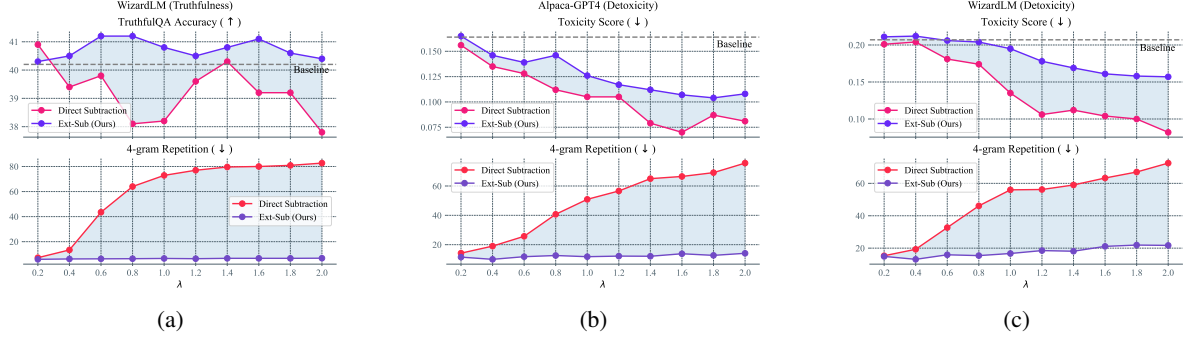 WizardLM (Truthfulness)
TruthfulQA Accuracy ( ↑ )
41
40
39
38
Baseline
Direct Subtraction
Ext-Sub (Ours)
4-gram Repetition ( ↓ )
80
60
40
20
Direct Subtraction
Ext-Sub (Ours)
0.2 0.4 0.6 0.8 1.0 1.2 1.4 1.6 1.8 2.0
λ
(a)
Alpaca-GPT4 (Detoxicity)
Toxicity Score ( ↓ )
0.150
0.125
0.100
0.075
Baseline
Direct Subtraction
Ext-Sub (Ours)
4-gram Repetition ( ↓ )
60
40
20
Direct Subtraction
Ext-Sub (Ours)
0.2 0.4 0.6 0.8 1.0 1.2 1.4 1.6 1.8 2.0
λ
(b)
WizardLM (Detoxicity)
Toxicity Score ( ↓ )
0.20
0.15
0.10
Baseline
Direct Subtraction
Ext-Sub (Ours)
4-gram Repetition ( ↓ )
60
40
20
Direct Subtraction
Ext-Sub (Ours)
0.2 0.4 0.6 0.8 1.0 1.2 1.4 1.6 1.8 2.0
λ
(c)